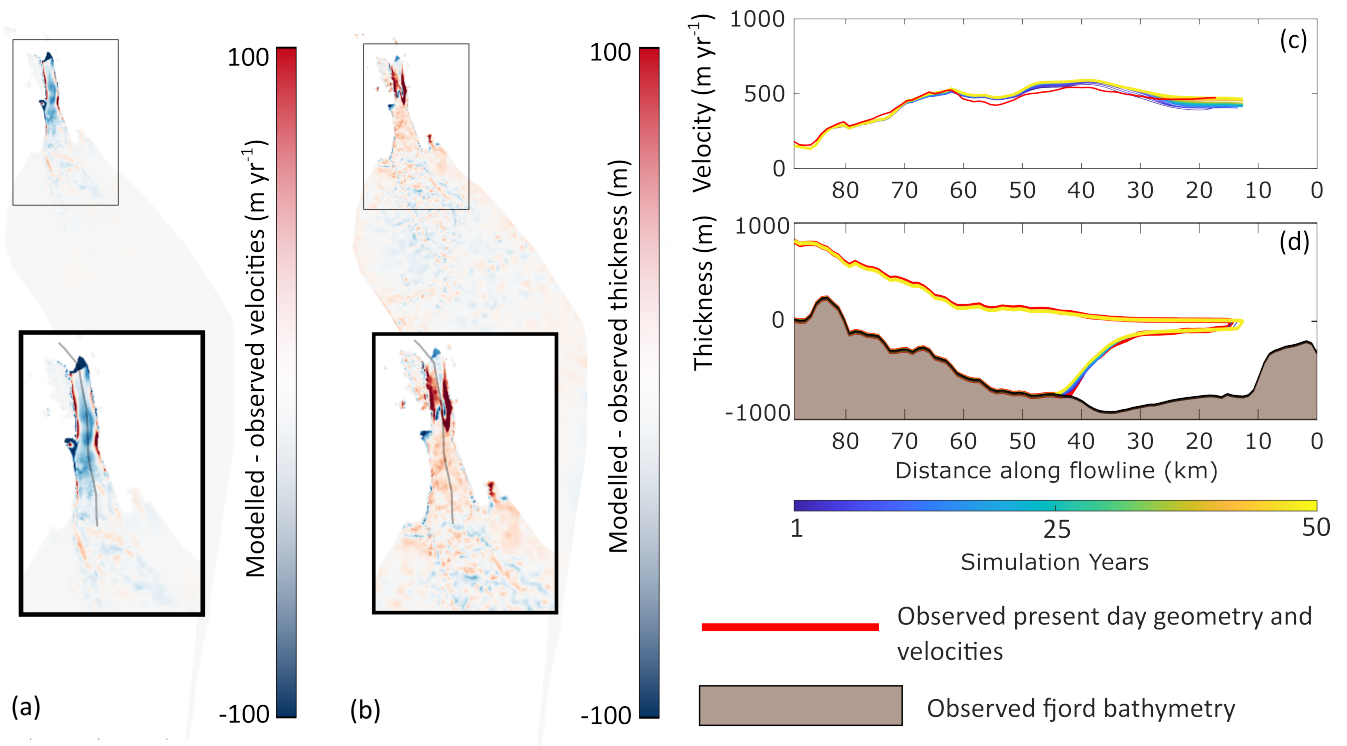 100
Modelled - observed velocities (m yr-1)
-100
(a)
100
Modelled - observed thickness (m)
-100
(b)
1000
500
0
Velocity (m yr-1)
(c)
80 70 60 50 40 30 20 10 0
1000
0
-1000
Thickness (m)
(d)
80 70 60 50 40 30 20 10 0
Distance along flowline (km)
1 25 50
Simulation Years
Observed present day geometry and
velocities
Observed fjord bathymetry